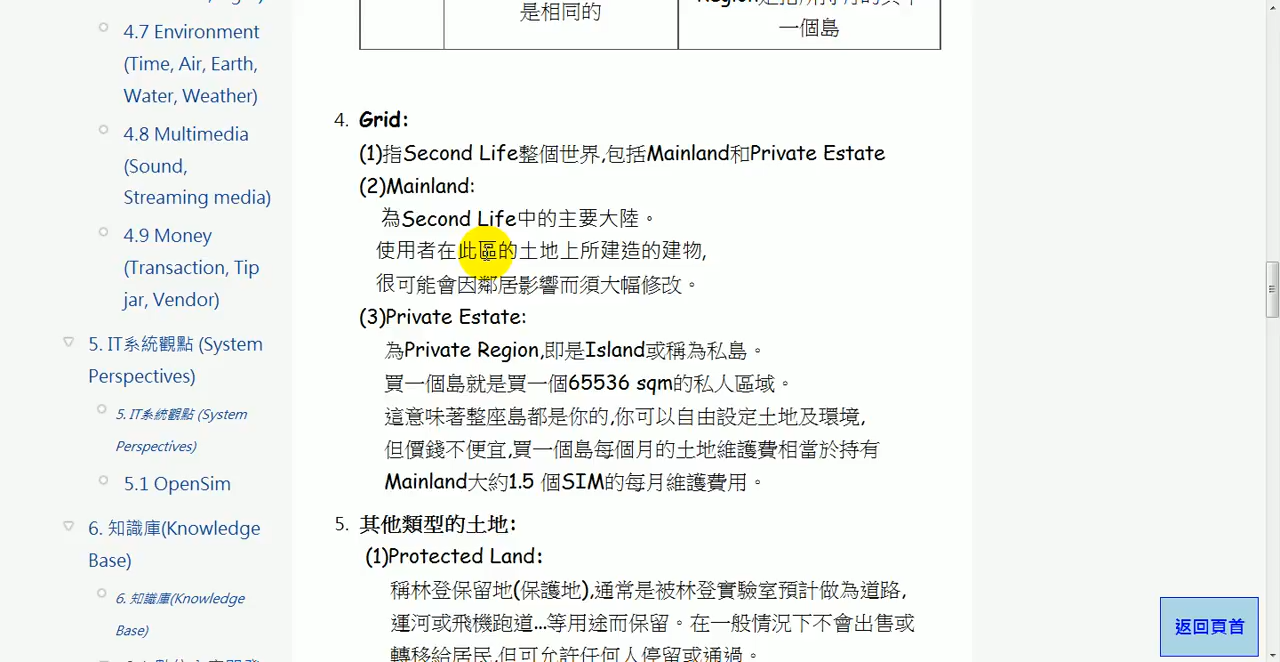 4.7 Environment
(Time, Air, Earth,
Water, Weather)
4.8 Multimedia
(Sound,
Streaming media)
4.9 Money
(Transaction, Tip
jar, Vendor)
5. IT系統觀點 (System
Perspectives)
5. IT系統觀點 (System
Perspectives)
5.1 OpenSim
6. 知識庫(Knowledge
Base)
6. 知識庫(Knowledge
Base)
是相同的
一個島
4. Grid:
(1)指Second Life整個世界,包括Mainland和Private Estate
(2)Mainland:
為Second Life中的主要大陸。
使用者在此區的土地上所建造的建物,
很可能會因鄰居影響而須大幅修改。
(3)Private Estate:
為Private Region,即是Island或稱為私島。
買一個島就是買一個65536 sqm的私人區域。
這意味著整座島都是你的,你可以自由設定土地及環境,
但價錢不便宜,買一個島每個月的土地維護費相當於持有
Mainland大約1.5 個SIM的每月維護費用。
5. 其他類型的土地:
(1)Protected Land:
稱林登保留地(保護地),通常是被林登實驗室預計做為道路,
運河或飛機跑道...等用途而保留。在一般情況下不會出售或
轉移給居民,但可允許任何人停留或通過。
返回頁首